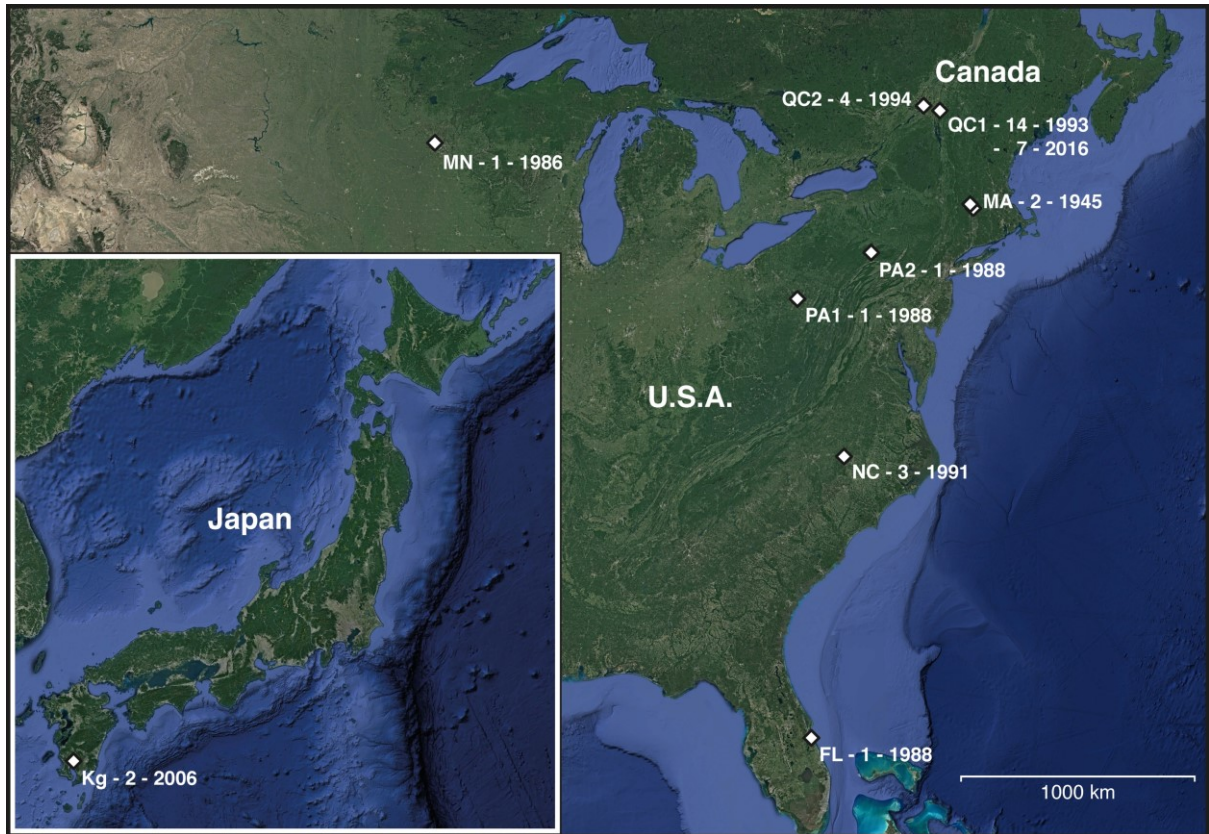 Canada
QC2 - 4 - 1994
QC1 - 14 - 1993
- 7 - 2016
MN - 1 - 1986
MA - 2 - 1945
PA2 - 1 - 1988
PA1 - 1 - 1988
U.S.A.
NC - 3 - 1991
Japan
FL - 1 - 1988
Kg - 2 - 2006
1000 km